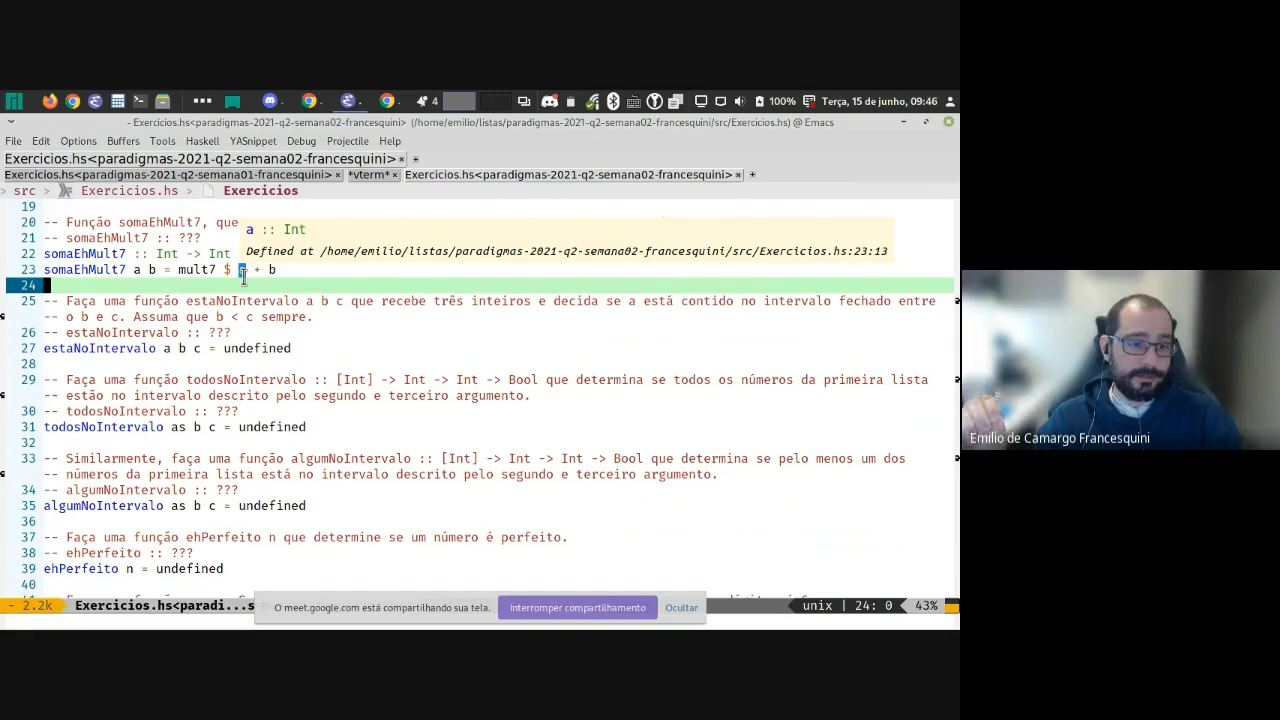 4
100%
Terça, 15 de junho, 09:46
- Exercicios.hs<paradigmas-2021-q2-semana02-francesquini> (/home/emilio/listas/paradigmas-2021-q2-semana02-francesquini/src/Exercicios.hs) @ Emacs
File Edit Options Buffers Tools Haskell YASnippet Debug Projectile Help
Exercicios.hs<paradigmas-2021-q2-semana02-francesquini> × +
Exercicios.hs<paradigmas-2021-q2-semana01-francesquini> × *vterm* × Exercicios.hs<paradigmas-2021-q2-semana02-francesquini> × +
> src > Exercicios.hs > Exercicios
19
20 -- Função somaEhMult7, que
a :: Int
21 -- somaEhMult7 :: ???
22 somaEhMult7 :: Int -> Int
Defined at /home/emilio/listas/paradigmas-2021-q2-semana02-francesquini/src/Exercicios.hs:23:13
23 somaEhMult7 a b = mult7 $ + b
24
25 -- Faça uma função estaNoIntervalo a b c que recebe três inteiros e decida se a está contido no intervalo fechado entre
-- o b e c. Assuma que b < c sempre.
26 -- estaNoIntervalo :: ???
27 estaNoIntervalo a b c = undefined
28
29 -- Faça uma função todosNoIntervalo :: [Int] -> Int -> Int -> Bool que determina se todos os números da primeira lista
-- estão no intervalo descrito pelo segundo e terceiro argumento.
30 -- todosNoIntervalo :: ???
31 todosNoIntervalo as b c = undefined
32
33 -- Similarmente, faça uma função algumNoIntervalo :: [Int] -> Int -> Int -> Bool que determina se pelo menos um dos
-- números da primeira lista está no intervalo descrito pelo segundo e terceiro argumento.
34 -- algumNoIntervalo :: ???
35 algumNoIntervalo as b c = undefined
36
37 -- Faça uma função ehPerfeito n que determine se um número é perfeito.
38 -- ehPerfeito :: ???
39 ehPerfeito n = undefined
40
- 2.2k Exercicios.hs<paradi...s
O meet.google.com está compartilhando sua tela. Interromper compartilhamento Ocultar
unix | 24: 0 43%
Emilio de Camargo Francesquini